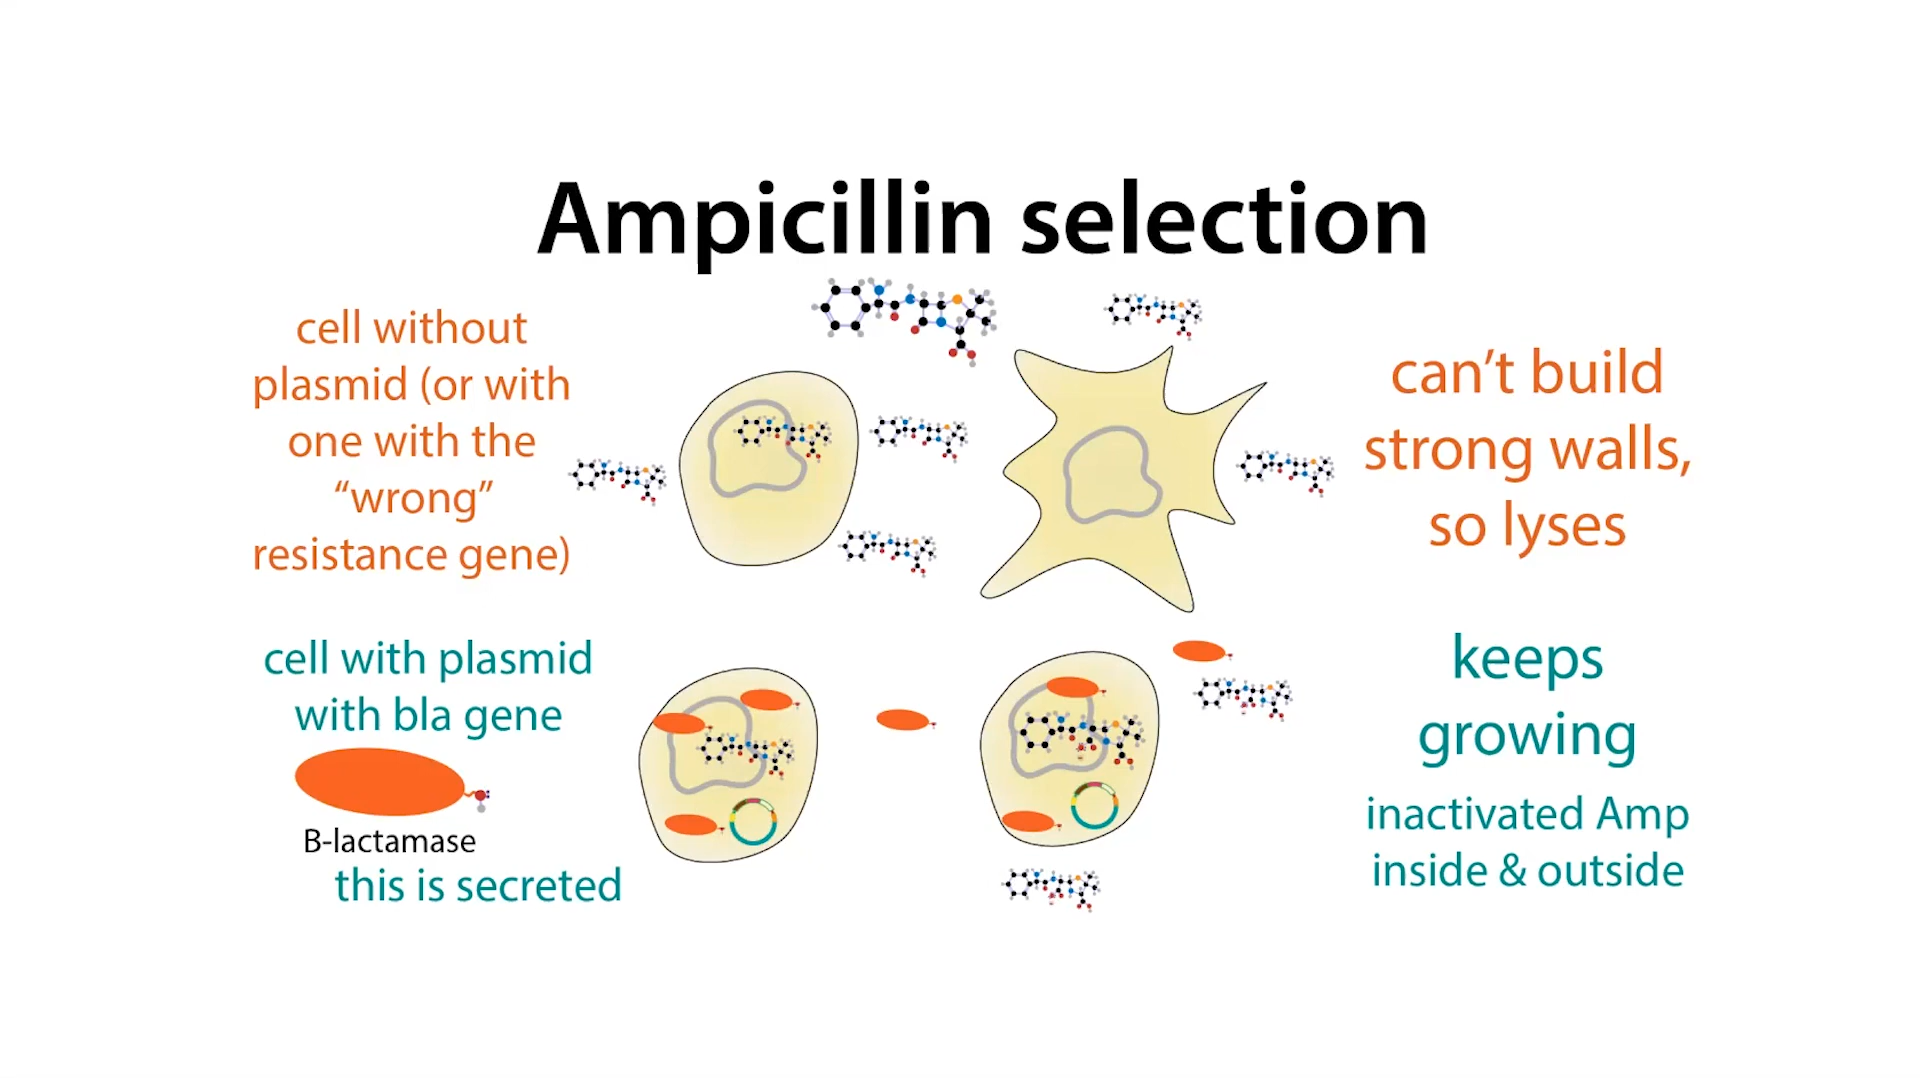 Ampicillin selection
cell without
plasmid (or with
one with the
“wrong”
resistance gene)
can’t build
strong walls,
so lyses
cell with plasmid
with bla gene
B-lactamase
this is secreted
keeps
growing
inactivated Amp
inside & outside